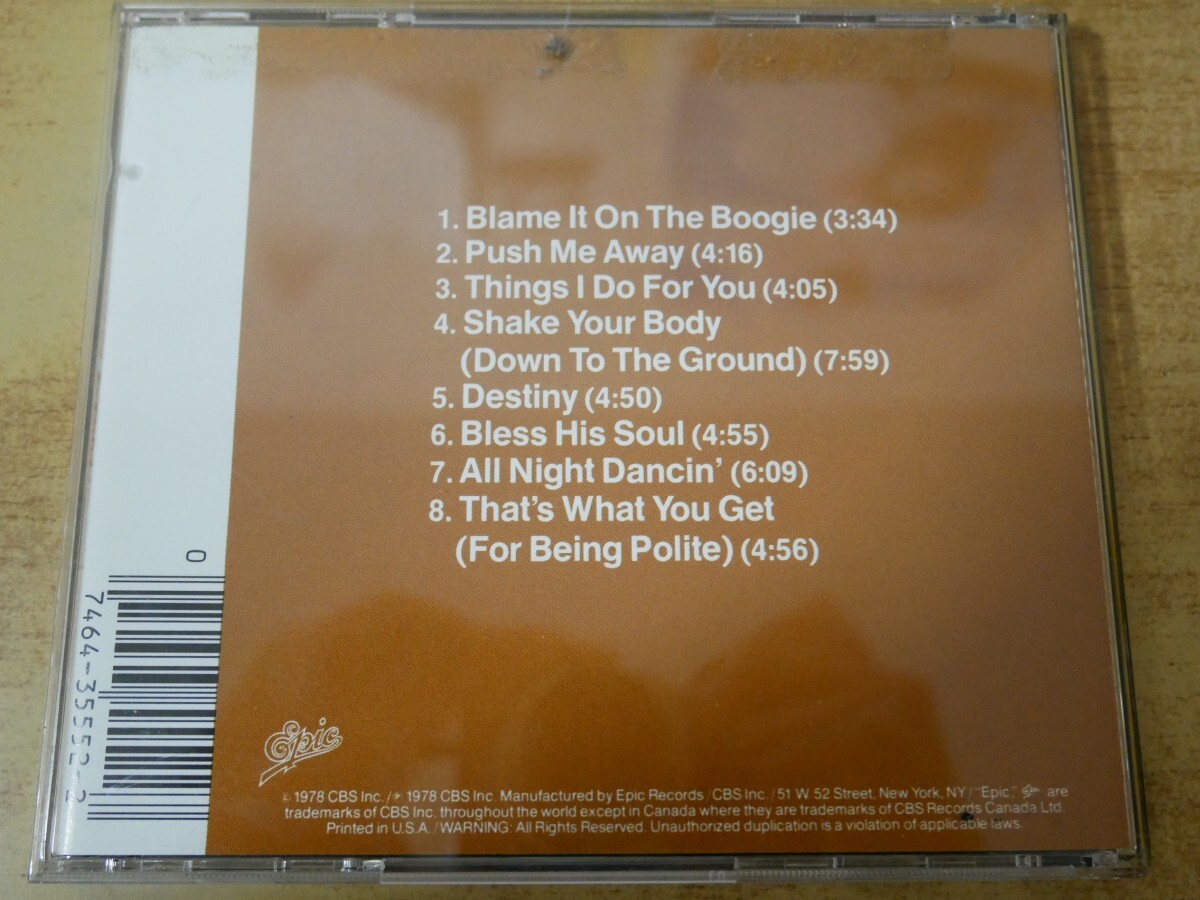 1. Blame It On The Boogie (3:34)
2. Push Me Away (4:16)
3. Things I Do For You (4:05)
4. Shake Your Body
(Down To The Ground) (7:59)
5. Destiny (4:50)
6. Bless His Soul (4:55)
7. All Night Dancin' (6:09)
8. That's What You Get
(For Being Polite) (4:56)
0
7464-35552-2
Epic
© 1978 CBS Inc./℗ 1978 CBS Inc. Manufactured by Epic Records/CBS Inc./51 W. 52 Street, New York, NY/"Epic," are
trademarks of CBS Inc. throughout the world except in Canada where they are trademarks of CBS Records Canada Ltd.
Printed in U.S.A./WARNING: All Rights Reserved. Unauthorized duplication is a violation of applicable laws.